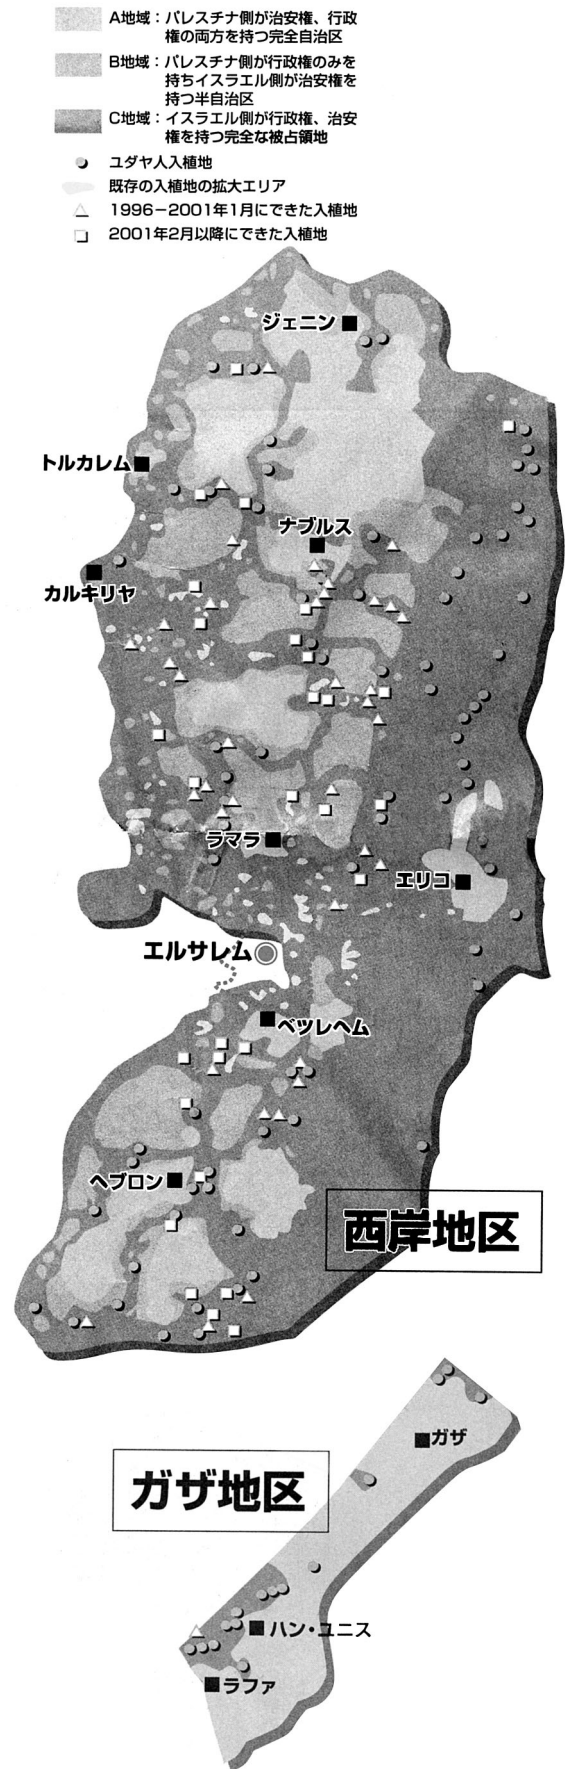 A地域：パレスチナ側が治安権、行政
権の両方を持つ完全自治区
B地域：パレスチナ側が行政権のみを
持ちイスラエル側が治安権を
持つ半自治区
C地域：イスラエル側が行政権、治安
権を持つ完全な被占領地
ユダヤ人入植地
既存の入植地の拡大エリア
1996－2001年1月にできた入植地
2001年2月以降にできた入植地
ジェニン
トルカレム
ナブルス
カルキリヤ
ラマラ
エリコ
エルサレム
ベツレヘム
ヘブロン
西岸地区
ガザ
ガザ地区
ハン・ユニス
ラファ